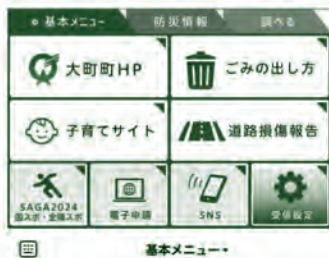 基本メニュー 防災情報 調べる
大町町HP ごみの出し方
子育てサイト 道路損傷報告
SAGA2024
国スポ・全障スポ 電子申請 SNS 受信設定
基本メニュー